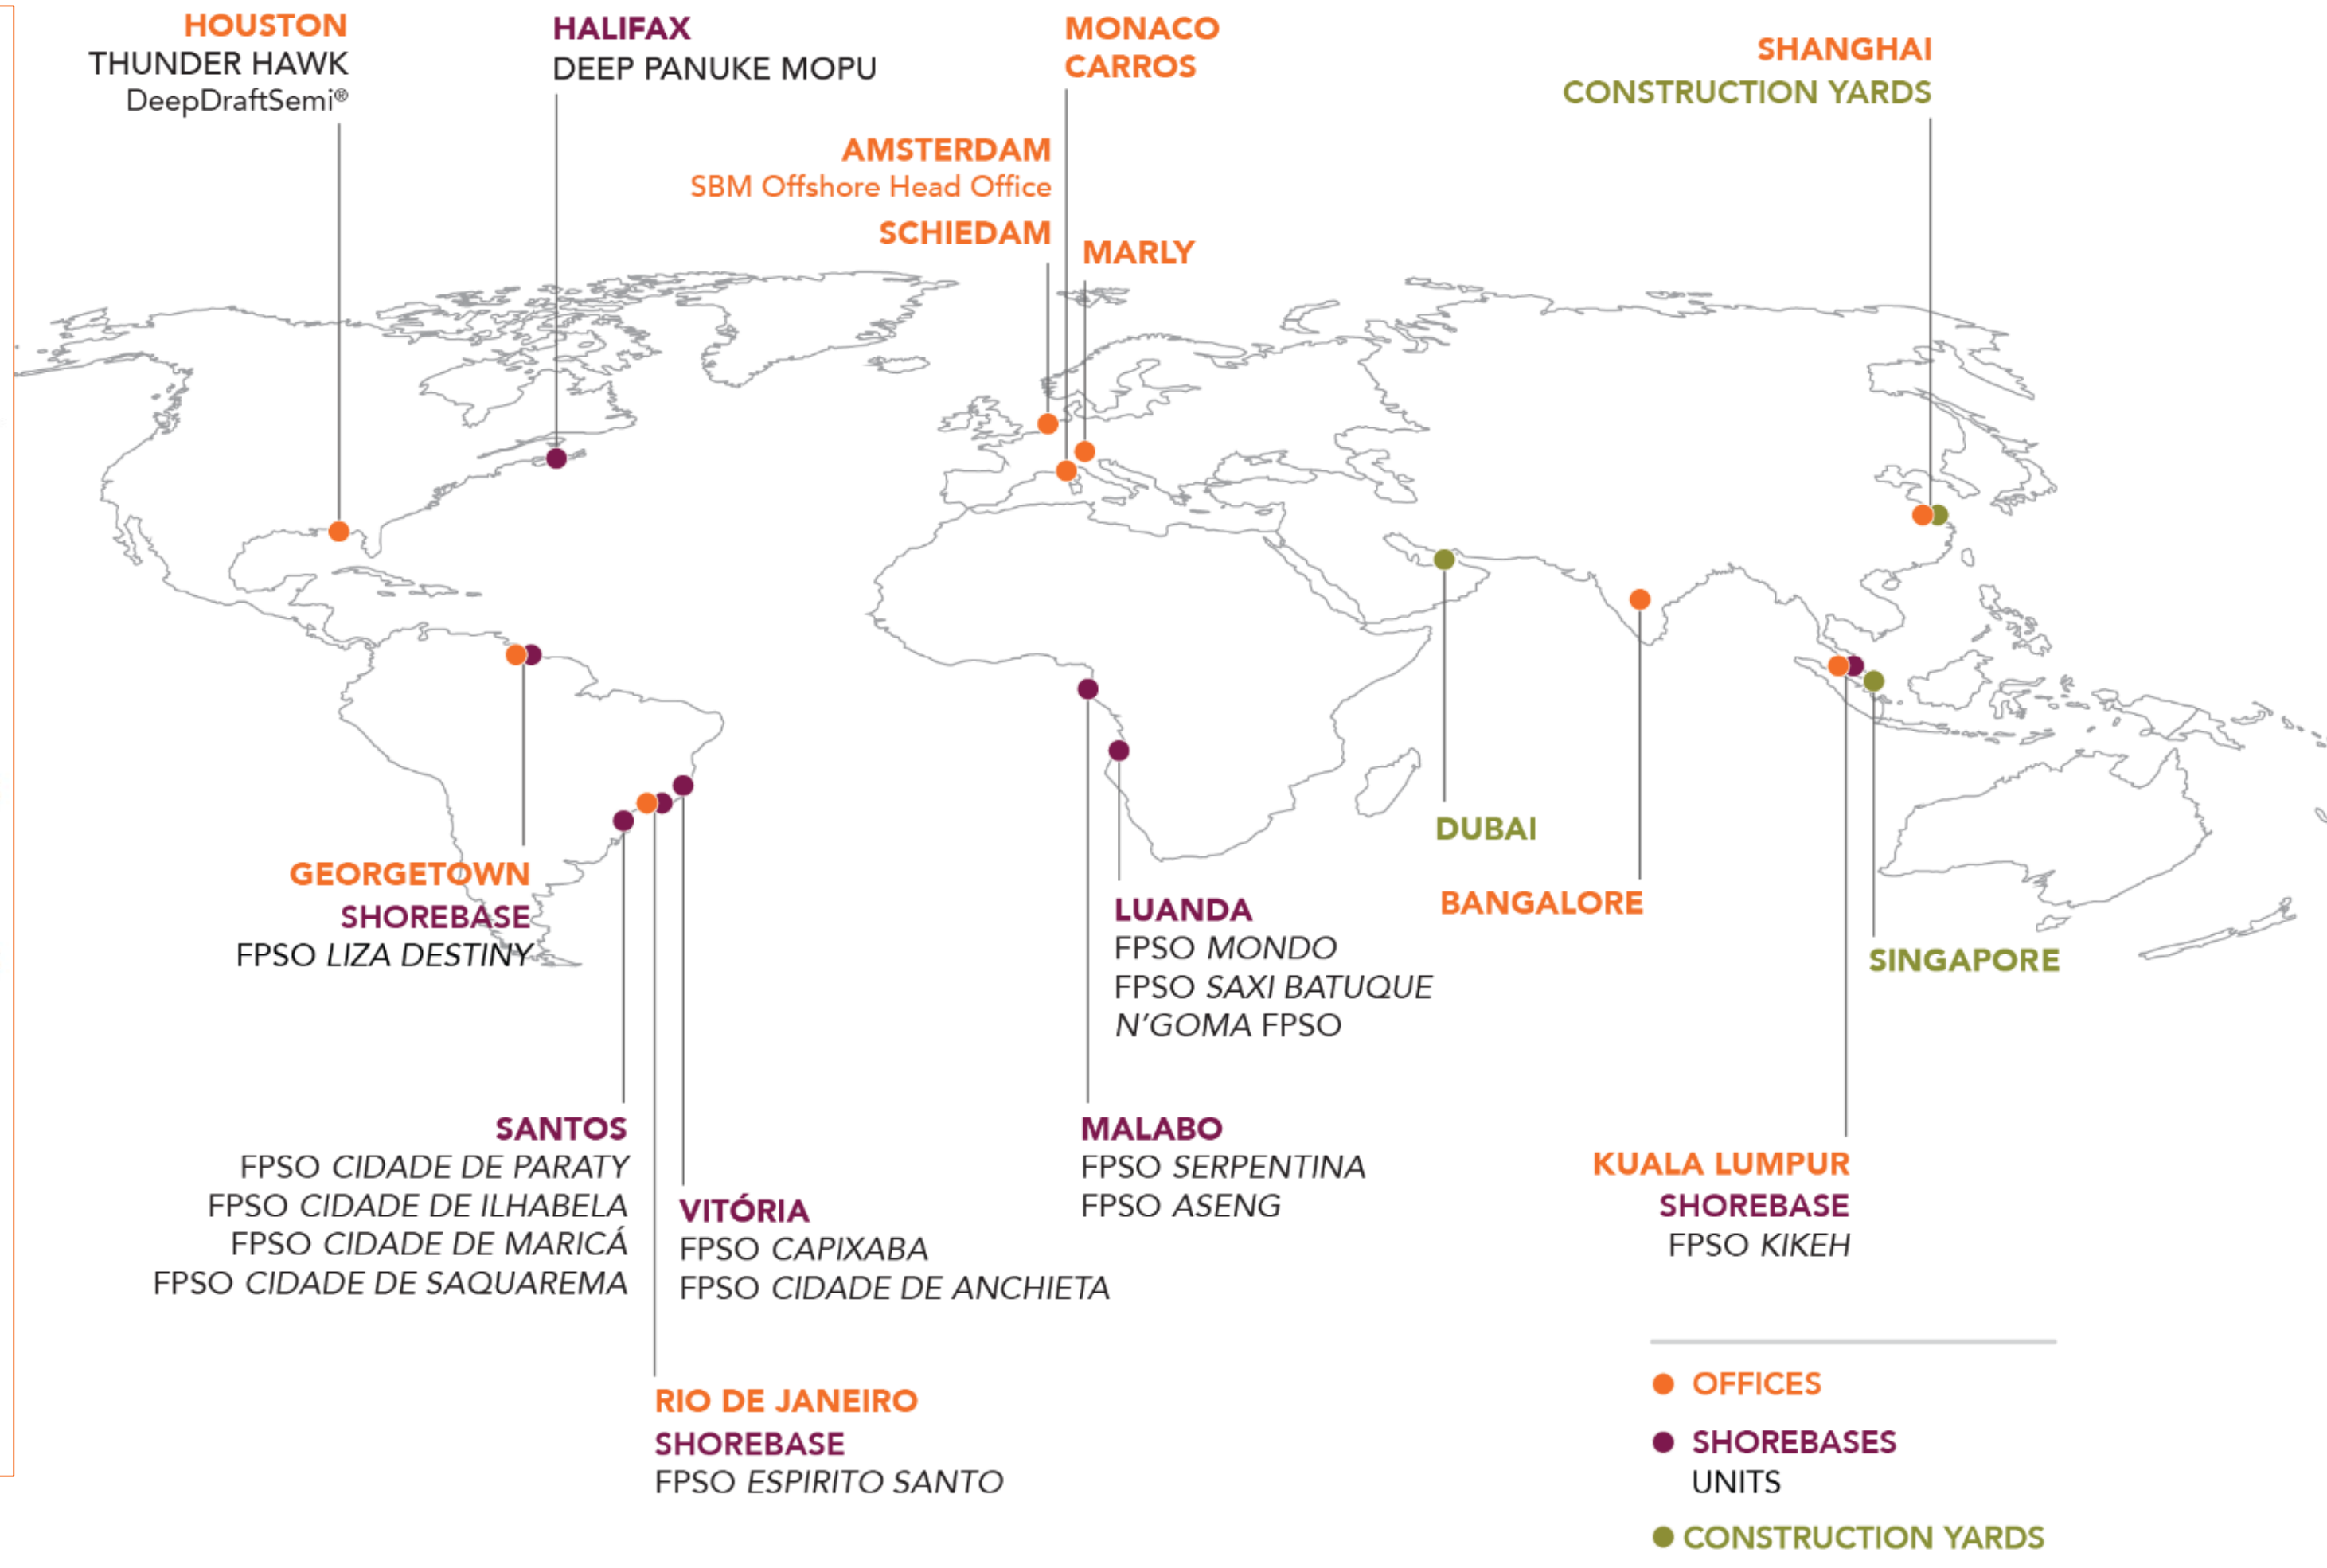 HOUSTON
THUNDER HAWK
DeepDraftSemi®
HALIFAX
DEEP PANUKE MOPU
MONACO
CARROS
AMSTERDAM
SBM Offshore Head Office
SCHIEDAM
MARLY
SHANGHAI
CONSTRUCTION YARDS
GEORGETOWN
SHOREBASE
FPSO LIZA DESTINY
SANTOS
FPSO CIDADE DE PARATY
FPSO CIDADE DE ILHABELA
FPSO CIDADE DE MARICÁ
FPSO CIDADE DE SAQUAREMA
VITÓRIA
FPSO CAPIXABA
FPSO CIDADE DE ANCHIETA
RIO DE JANEIRO
SHOREBASE
FPSO ESPIRITO SANTO
LUANDA
FPSO MONDO
FPSO SAXI BATUQUE
N'GOMA FPSO
MALABO
FPSO SERPENTINA
FPSO ASENG
DUBAI
BANGALORE
SINGAPORE
KUALA LUMPUR
SHOREBASE
FPSO KIKEH
OFFICES
SHOREBASES
UNITS
CONSTRUCTION YARDS